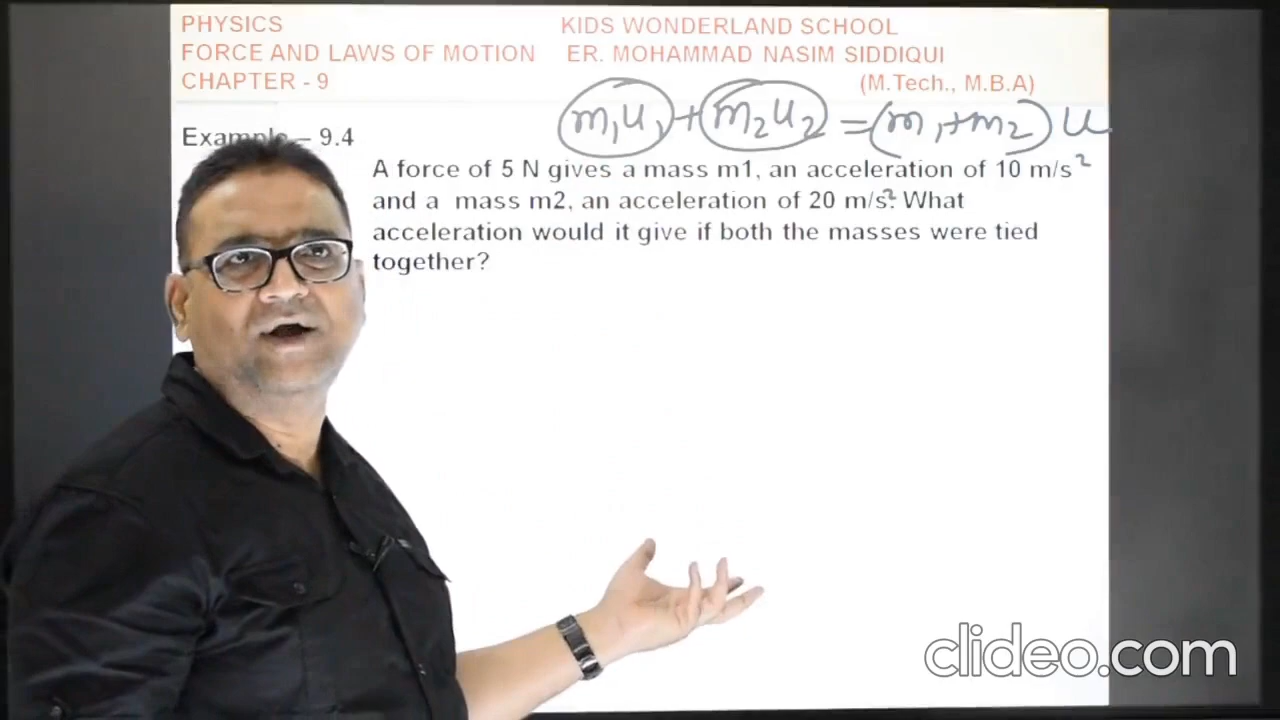 PHYSICS KIDS WONDERLAND SCHOOL
FORCE AND LAWS OF MOTION ER. MOHAMMAD NASIM SIDDIQUI
CHAPTER - 9 (M.Tech., M.B.A)
m₁u₁ + m₂u₂ = (m₁+m₂) u
Example – 9.4
A force of 5 N gives a mass m1, an acceleration of 10 m/s²
and a mass m2, an acceleration of 20 m/s². What
acceleration would it give if both the masses were tied
together?
clideo.com